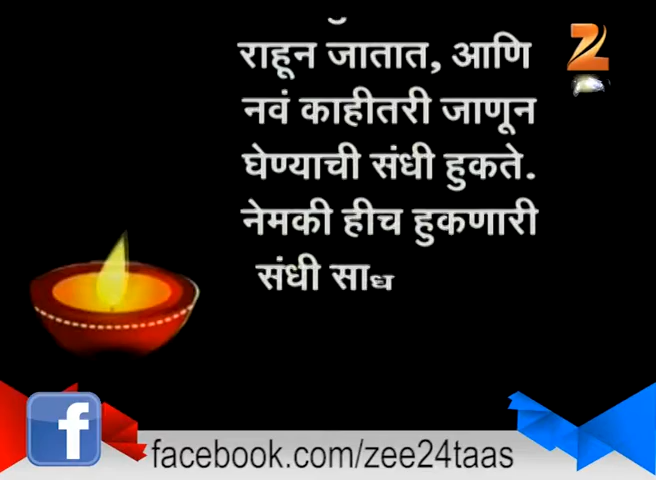 राहून जातात, आणि
नवं काहीतरी जाणून
घेण्याची संधी हुकते.
नेमकी हीच हुकणारी
संधी साध
facebook.com/zee24taas